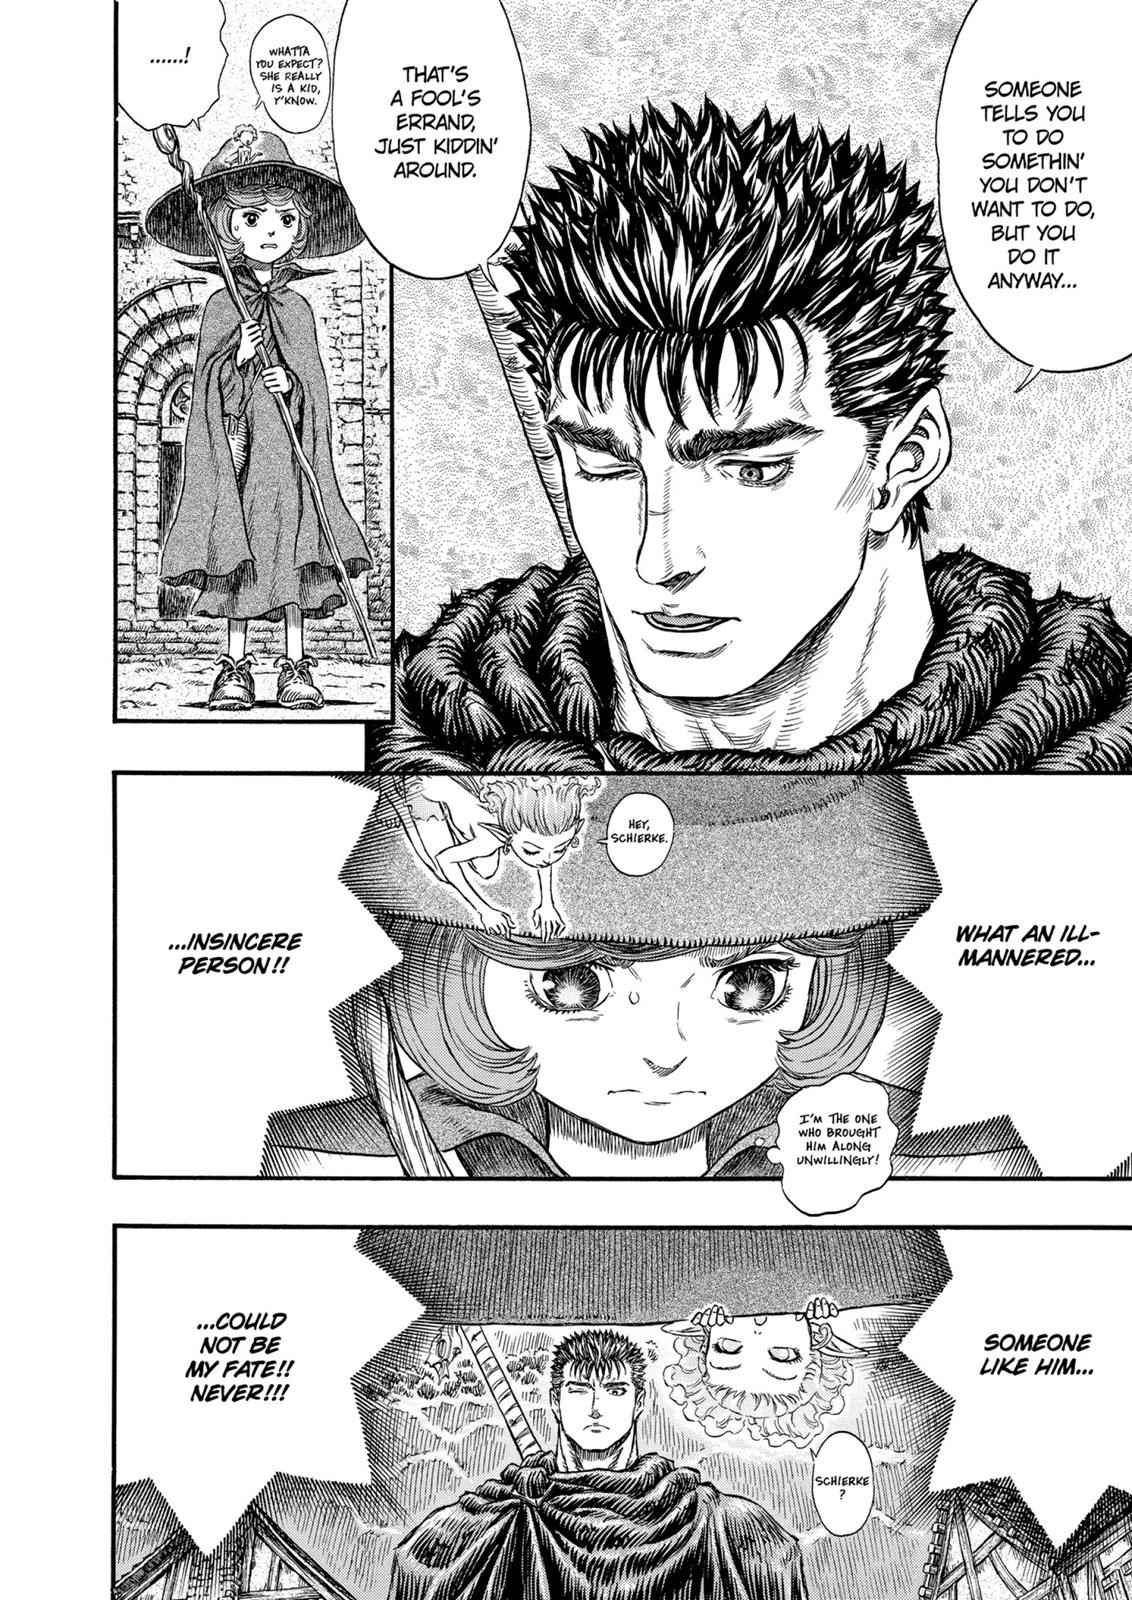 SOMEONE
TELLS YOU
TO DO
SOMETHIN'
YOU DON'T
WANT TO DO,
BUT YOU
DO IT
ANYWAY...
THAT'S
A FOOL'S
ERRAND,
JUST KIDDIN'
AROUND.
WHATTA
YOU EXPECT?
SHE REALLY
IS A KID,
Y'KNOW.
......!
HEY,
SCHIERKE.
WHAT AN ILL-
MANNERED...
...INSINCERE
PERSON!!
I'M THE ONE
WHO BROUGHT
HIM ALONG
UNWILLINGLY!
SOMEONE
LIKE HIM...
SCHIERKE
?
...COULD
NOT BE
MY FATE!!
NEVER!!!